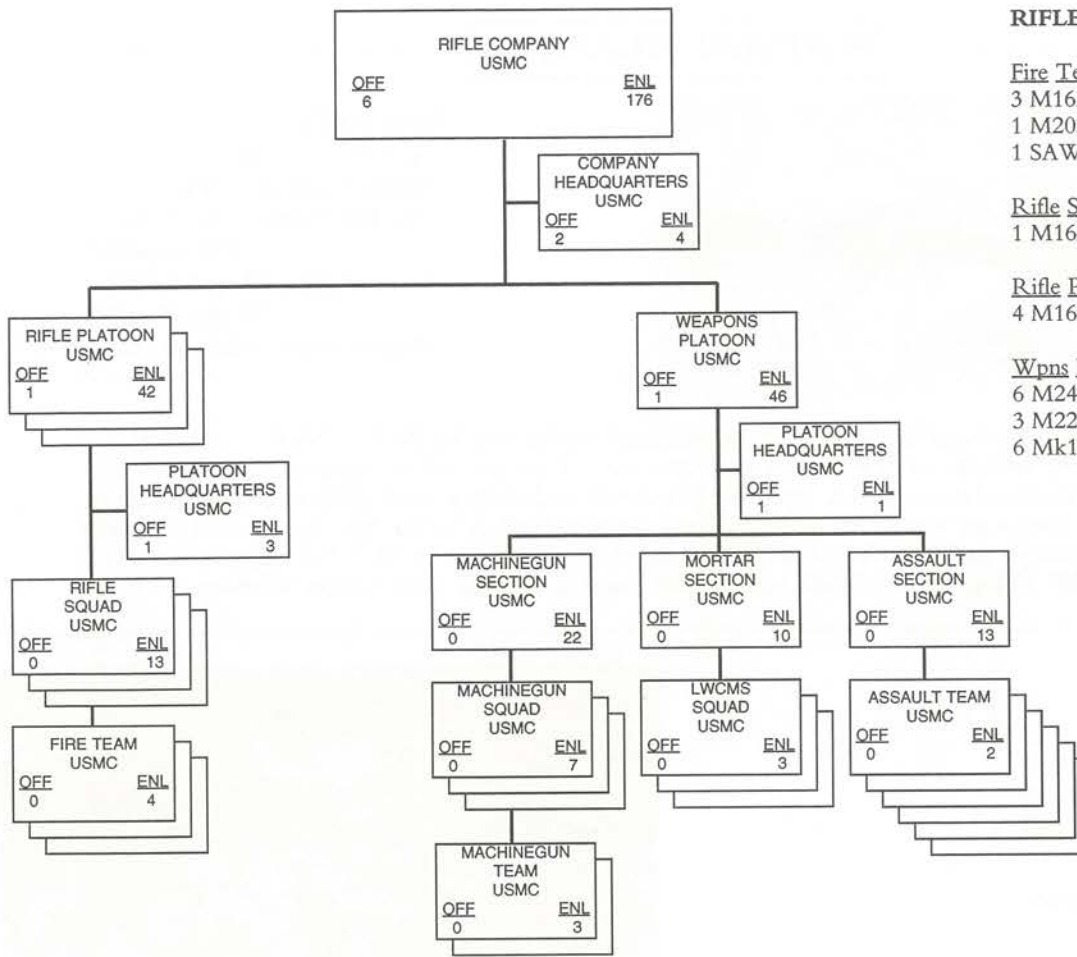 RIFLE COMPANY
USMC
OFF ENL
6 176
COMPANY
HEADQUARTERS
USMC
OFF ENL
2 4
RIFLE PLATOON
USMC
OFF ENL
1 42
WEAPONS
PLATOON
USMC
OFF ENL
1 46
PLATOON
HEADQUARTERS
USMC
OFF ENL
1 3
PLATOON
HEADQUARTERS
USMC
OFF ENL
1 1
RIFLE
SQUAD
USMC
OFF ENL
0 13
MACHINEGUN
SECTION
USMC
OFF ENL
0 22
MORTAR
SECTION
USMC
OFF ENL
0 10
ASSAULT
SECTION
USMC
OFF ENL
0 13
FIRE TEAM
USMC
OFF ENL
0 4
MACHINEGUN
SQUAD
USMC
OFF ENL
0 7
LWCMS
SQUAD
USMC
OFF ENL
0 3
ASSAULT TEAM
USMC
OFF ENL
0 2
MACHINEGUN
TEAM
USMC
OFF ENL
0 3
RIFLE
Fire Te
3 M16
1 M20
1 SAW
Rifle S
1 M16
Rifle P
4 M16
Wpns
6 M24
3 M22
6 Mk1